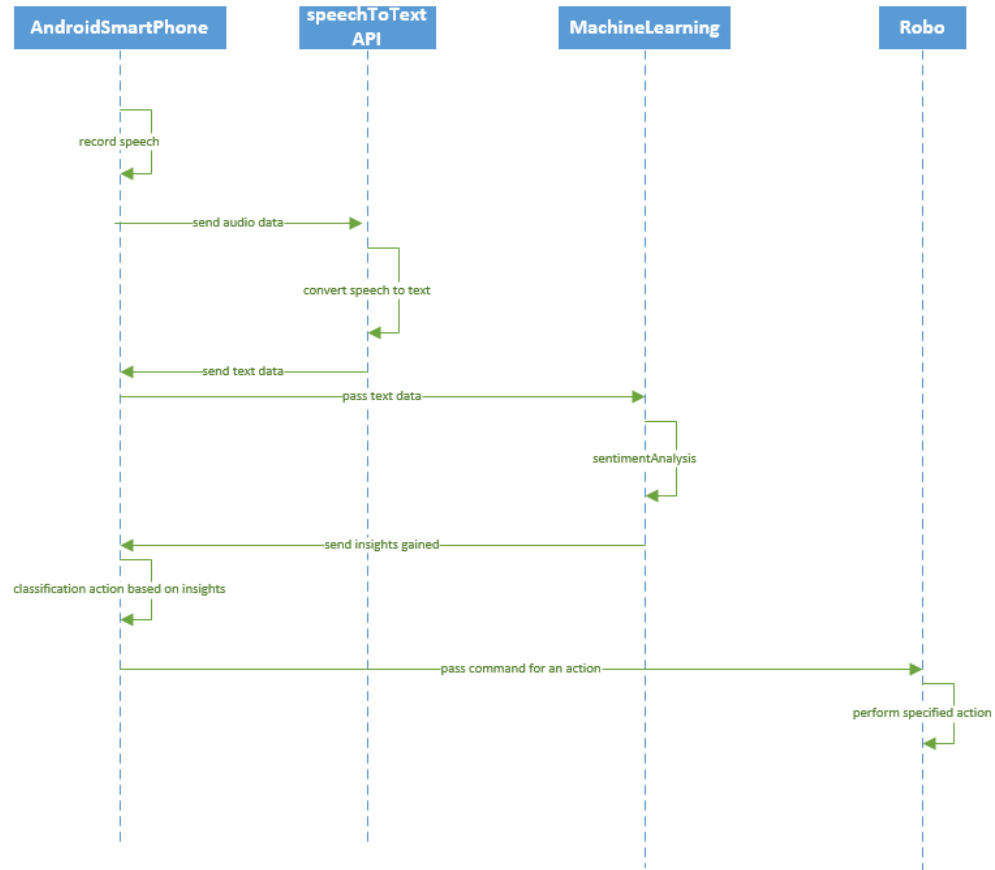 AndroidSmartPhone
speechToText
API
MachineLearning
Robo
record speech
send audio data
convert speech to text
send text data
pass text data
sentimentAnalysis
send insights gained
classification action based on insights
pass command for an action
perform specified action